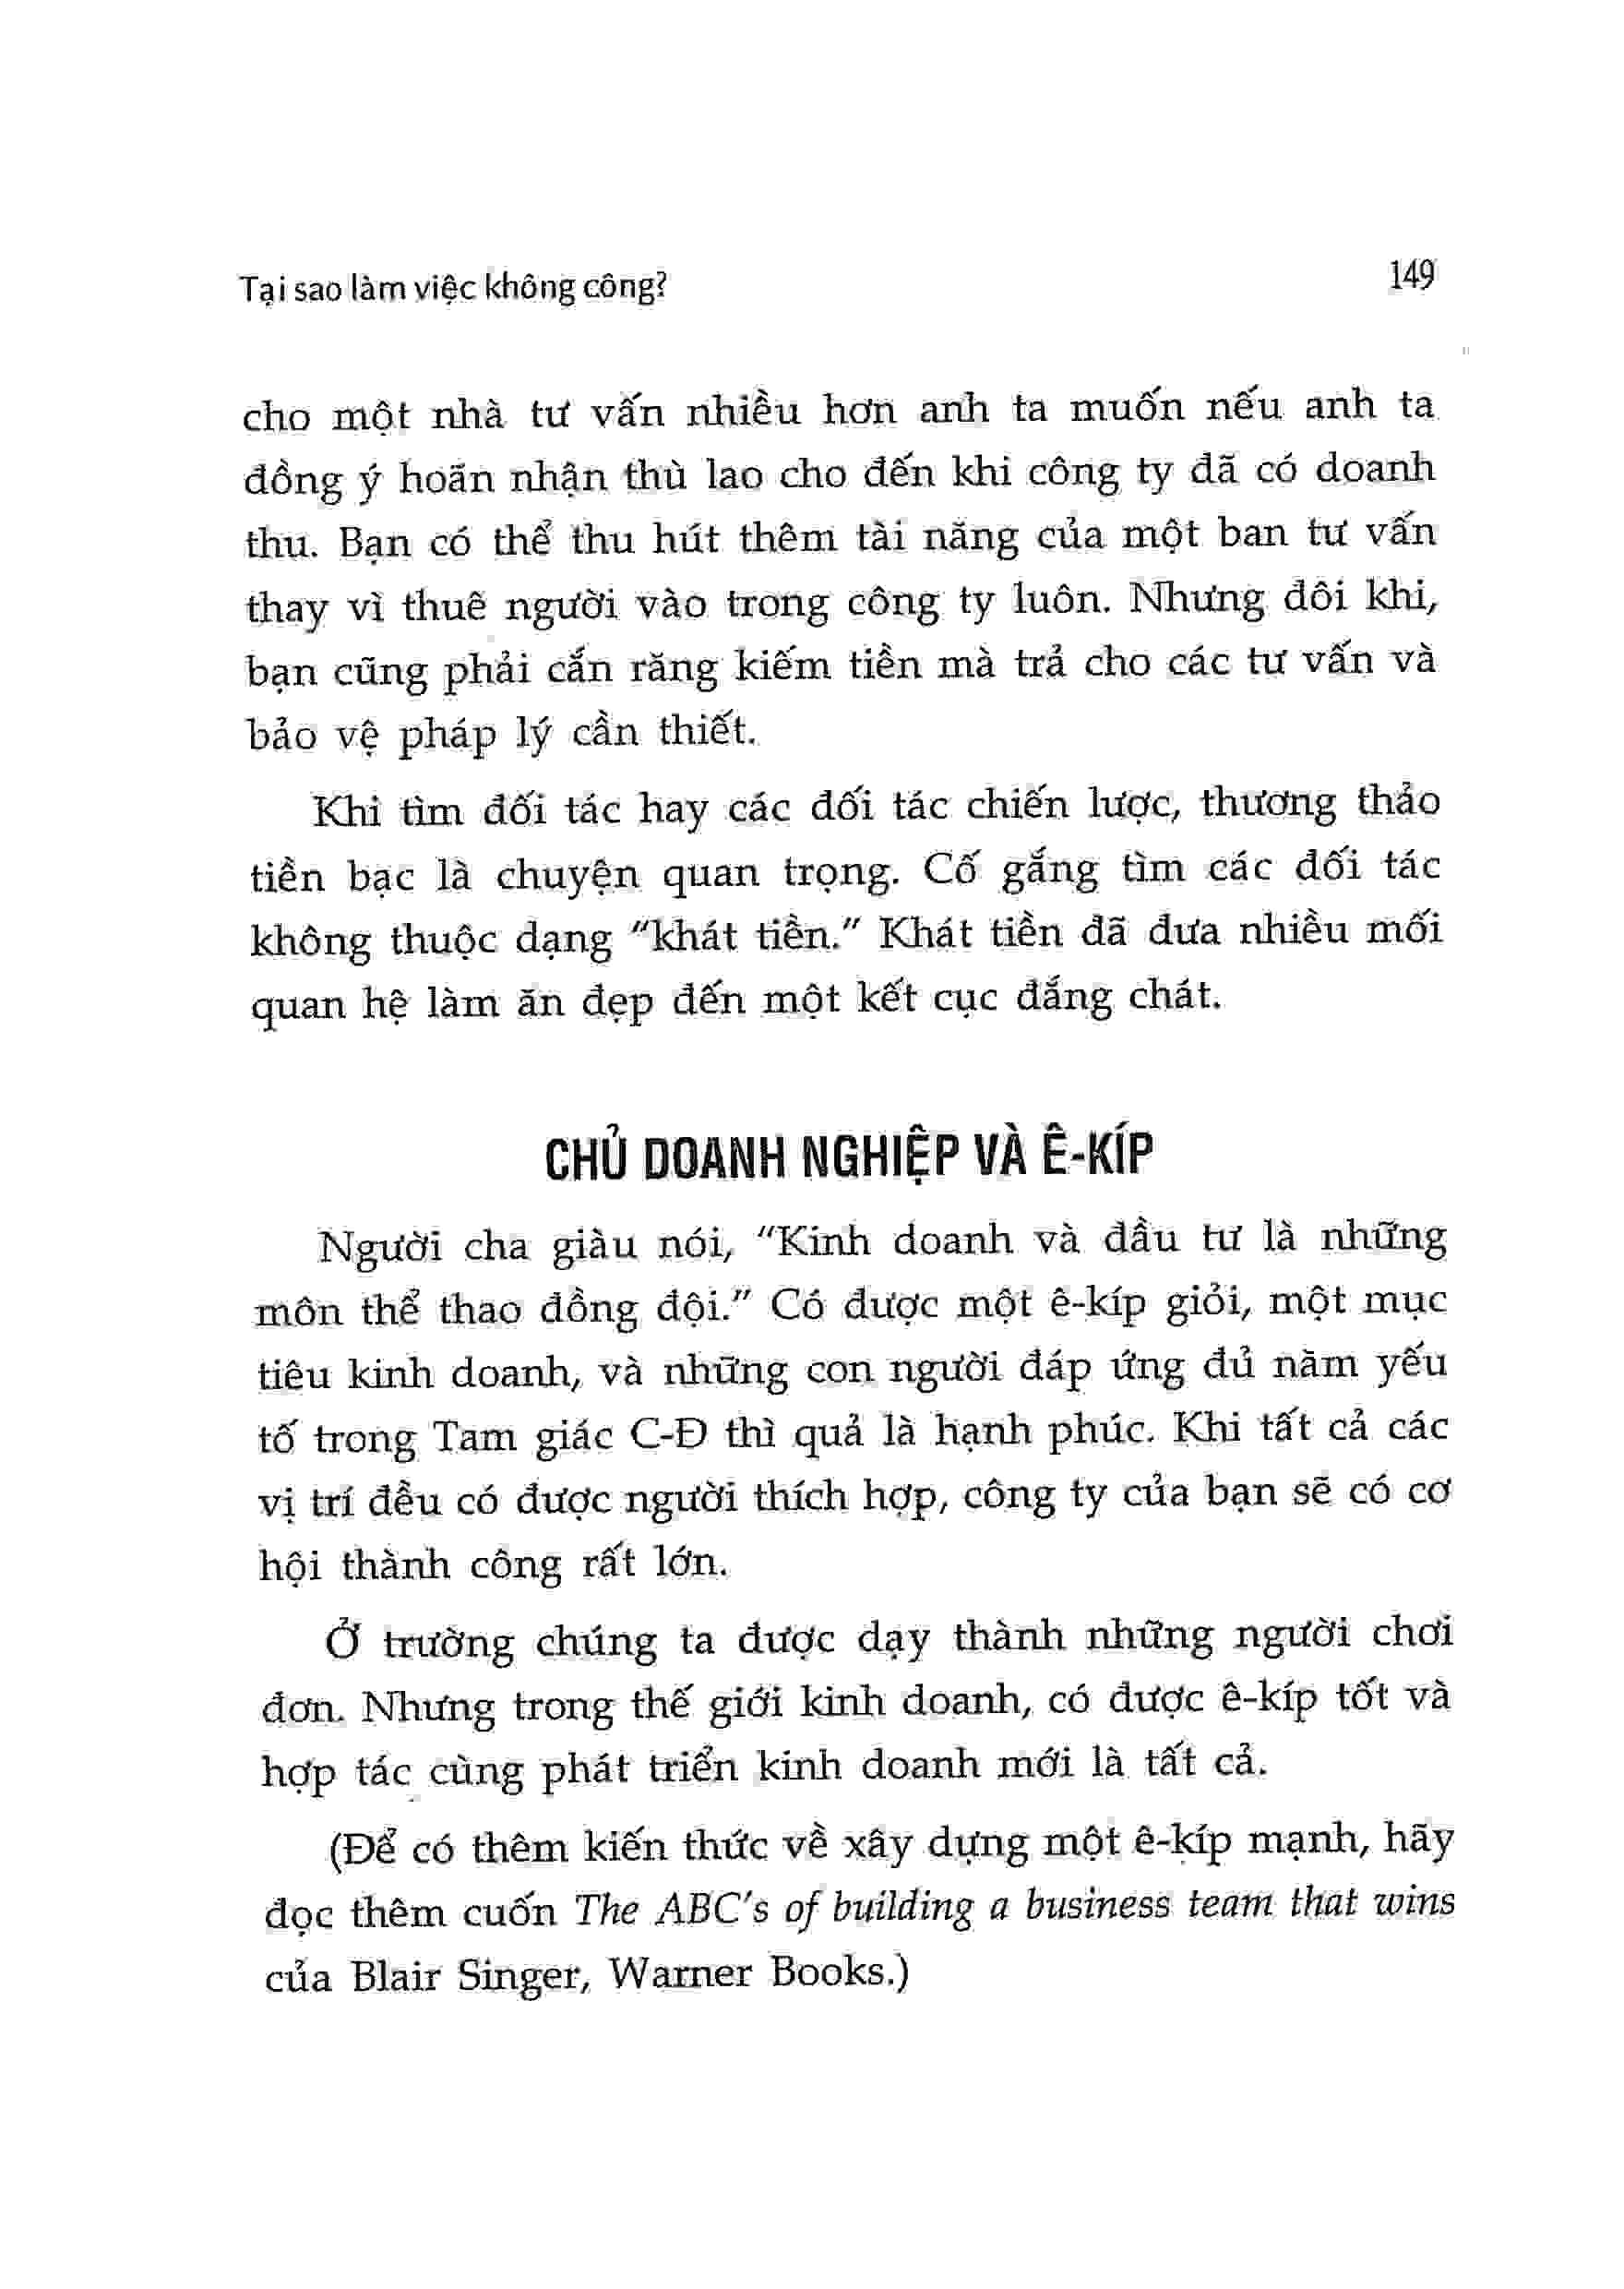 Tại sao làm việc không công?
149
cho một nhà tư vấn nhiều hơn anh ta muốn nếu anh ta
đồng ý hoãn nhận thù lao cho đến khi công ty đã có doanh
thu. Bạn có thể thu hút thêm tài năng của một ban tư vấn
thay vì thuê người vào trong công ty luôn. Nhưng đôi khi,
bạn cũng phải cắn răng kiếm tiền mà trả cho các tư vấn và
bảo vệ pháp lý cần thiết.
Khi tìm đối tác hay các đối tác chiến lược, thương thảo
tiền bạc là chuyện quan trọng. Cố gắng tìm các đối tác
không thuộc dạng “khát tiền.” Khát tiền đã đưa nhiều mối
quan hệ làm ăn đẹp đến một kết cục đắng chát.
CHỦ DOANH NGHIỆP VÀ Ê-KÍP
Người cha giàu nói, “Kinh doanh và đầu tư là những
môn thể thao đồng đội.” Có được một ê-kíp giỏi, một mục
tiêu kinh doanh, và những con người đáp ứng đủ năm yếu
tố trong Tam giác C-Đ thì quả là hạnh phúc. Khi tất cả các
vị trí đều có được người thích hợp, công ty của bạn sẽ có cơ
hội thành công rất lớn.
Ở trường chúng ta được dạy thành những người chơi
đơn. Nhưng trong thế giới kinh doanh, có được ê-kíp tốt và
hợp tác cùng phát triển kinh doanh mới là tất cả.
(Để có thêm kiến thức về xây dựng một ê-kíp mạnh, hãy
đọc thêm cuốn The ABC’s of building a business team that wins
của Blair Singer, Warner Books.)